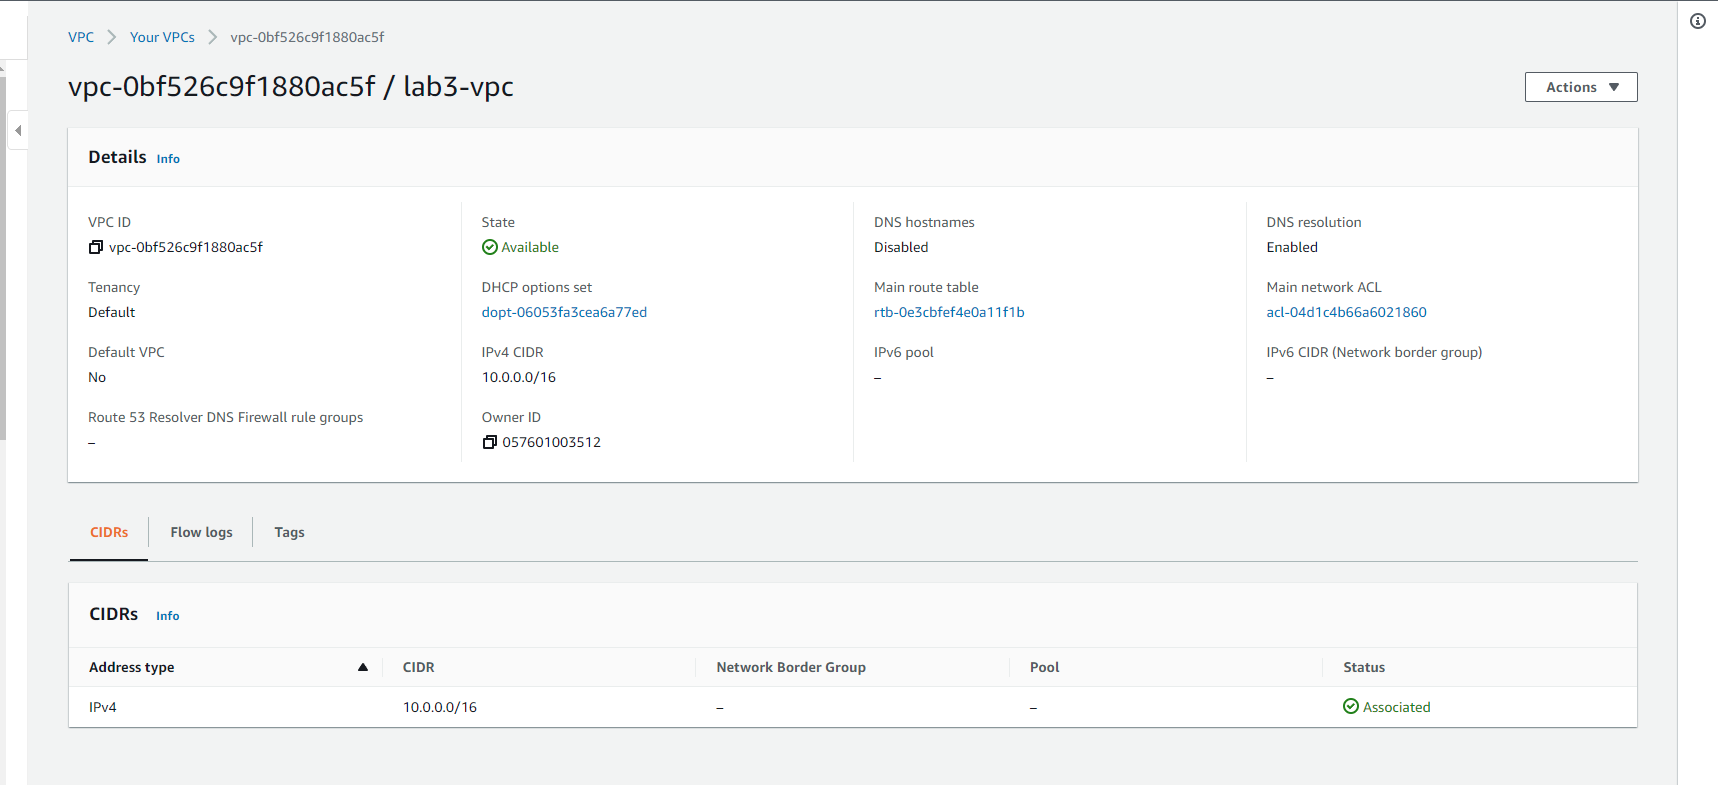 VPC > Your VPCs > vpc-0bf526c9f1880ac5f
vpc-0bf526c9f1880ac5f / lab3-vpc
Actions
Details Info
VPC ID State DNS hostnames DNS resolution
vpc-0bf526c9f1880ac5f Available Disabled Enabled
Tenancy DHCP options set Main route table Main network ACL
Default dopt-06053fa3cea6a77ed rtb-0e3cbfef4e0a11f1b acl-04d1c4b66a6021860
Default VPC IPv4 CIDR IPv6 pool IPv6 CIDR (Network border group)
No 10.0.0.0/16 – –
Route 53 Resolver DNS Firewall rule groups Owner ID
– 057601003512
CIDRs Flow logs Tags
CIDRs Info
Address type CIDR Network Border Group Pool Status
IPv4 10.0.0.0/16 – – Associated